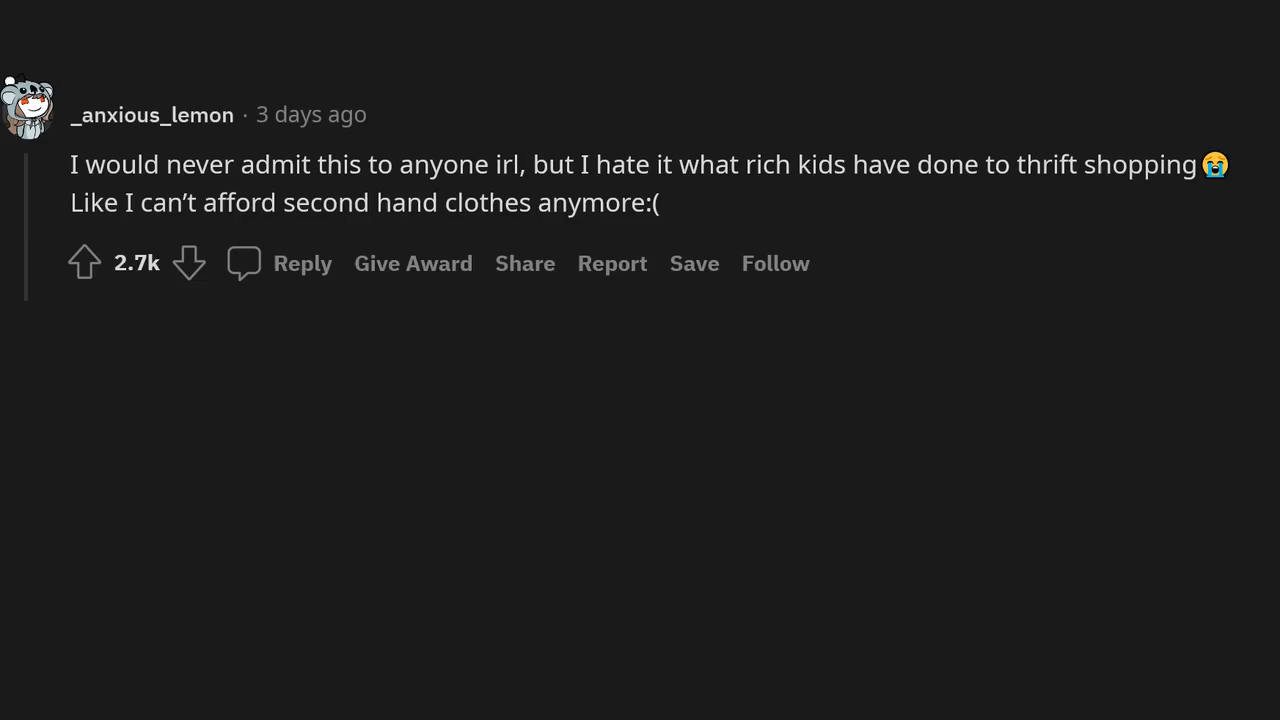 _anxious_lemon · 3 days ago
I would never admit this to anyone irl, but I hate it what rich kids have done to thrift shopping😭
Like I can’t afford second hand clothes anymore:(
2.7k Reply Give Award Share Report Save Follow